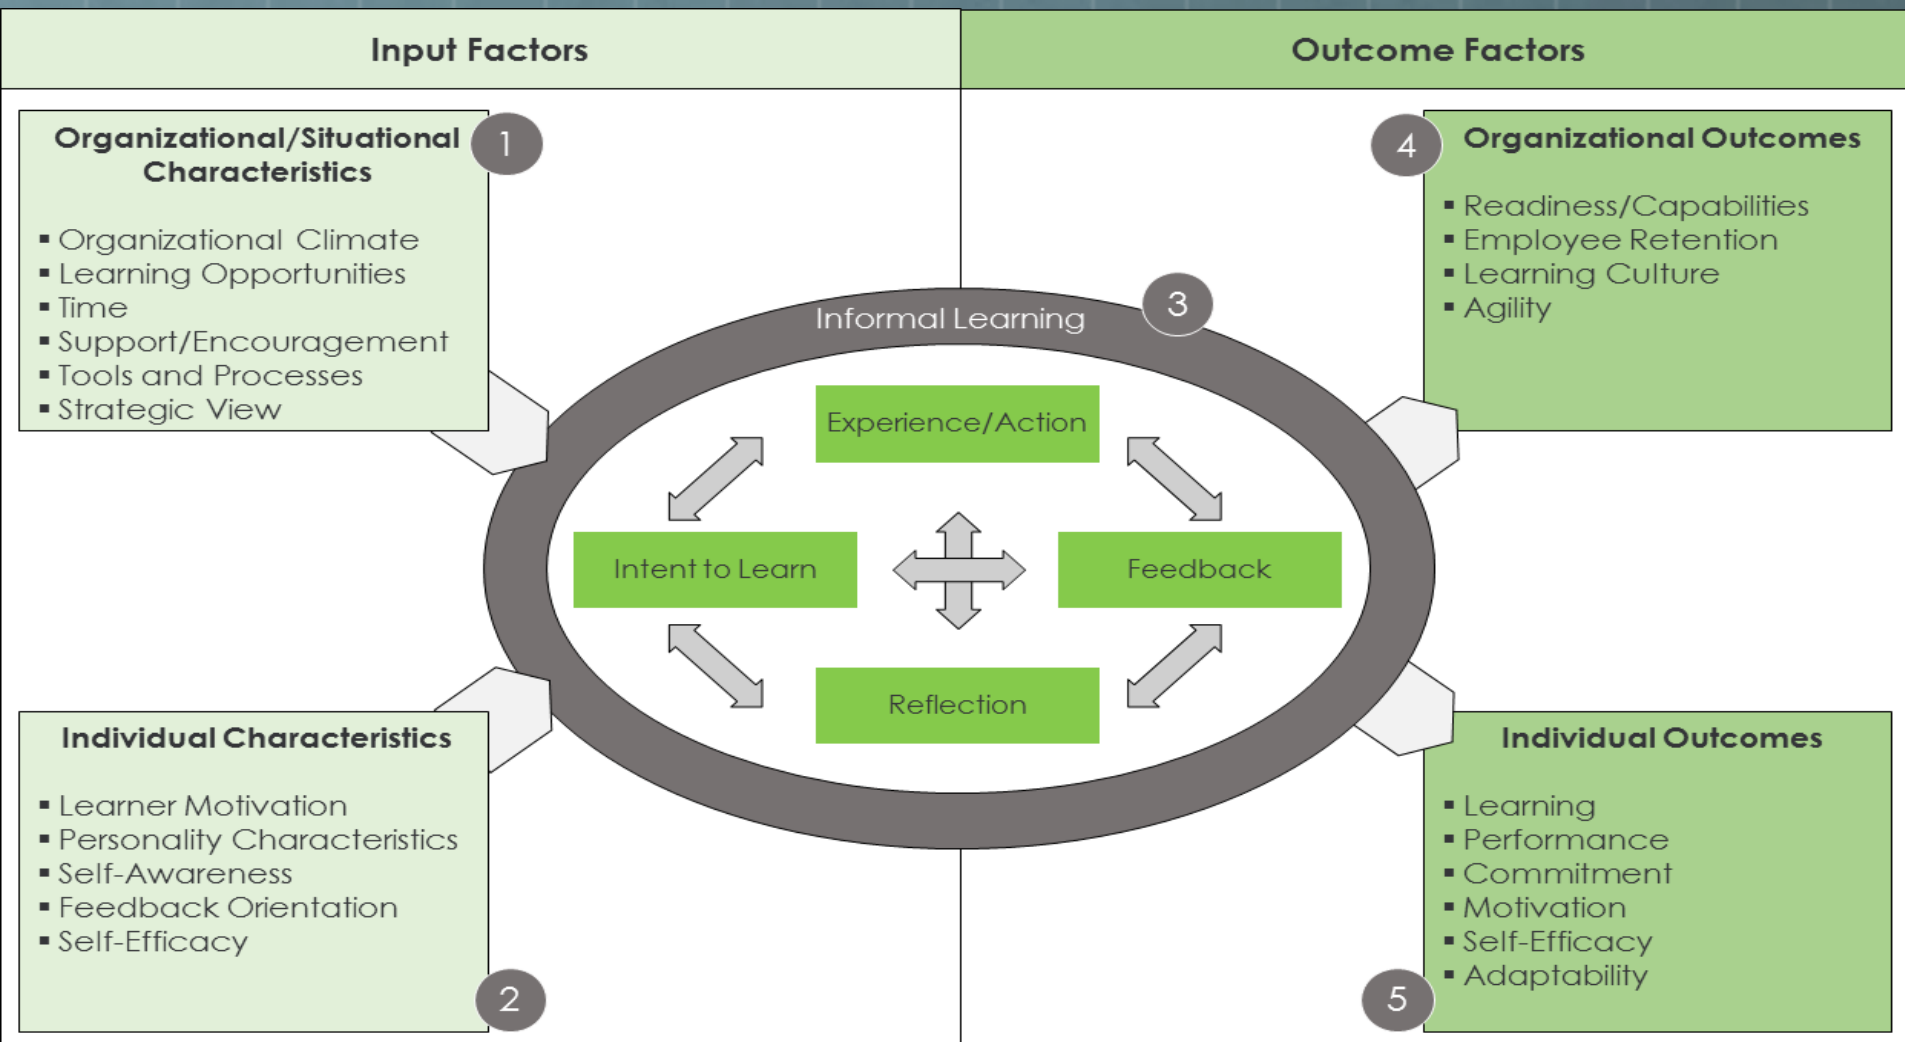 Input Factors
Outcome Factors
Organizational/Situational
Characteristics
1
▪ Organizational Climate
▪ Learning Opportunities
▪ Time
▪ Support/Encouragement
▪ Tools and Processes
▪ Strategic View
Individual Characteristics
▪ Learner Motivation
▪ Personality Characteristics
▪ Self-Awareness
▪ Feedback Orientation
▪ Self-Efficacy
2
Informal Learning
3
Experience/Action
Intent to Learn
Feedback
Reflection
4
Organizational Outcomes
▪ Readiness/Capabilities
▪ Employee Retention
▪ Learning Culture
▪ Agility
Individual Outcomes
▪ Learning
▪ Performance
▪ Commitment
▪ Motivation
▪ Self-Efficacy
▪ Adaptability
5